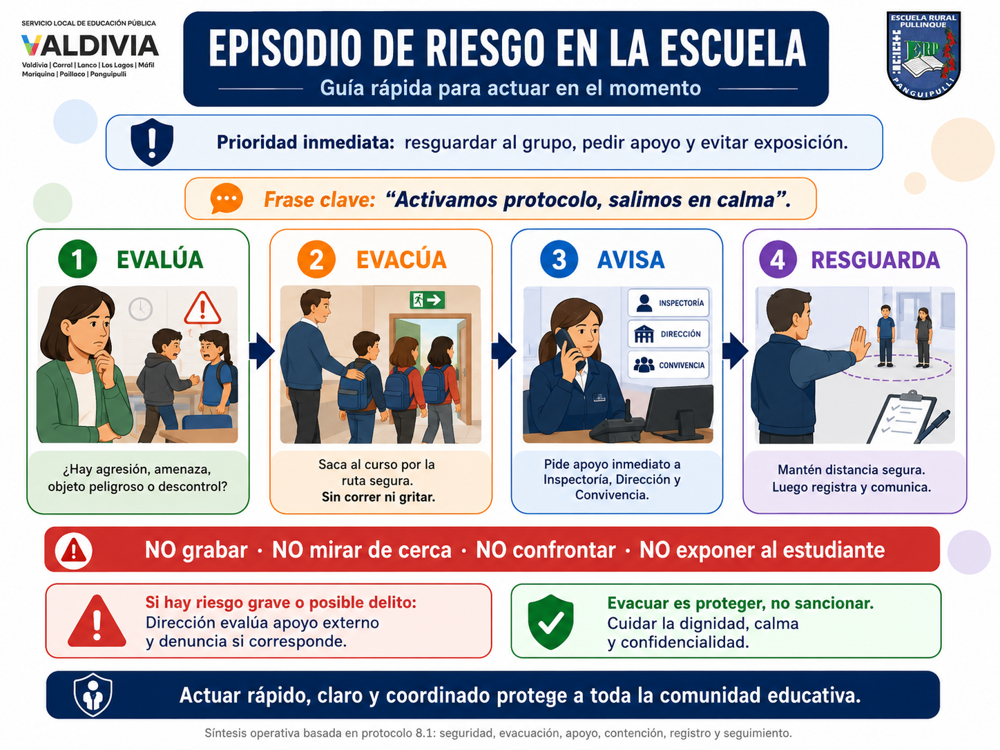 SERVICIO LOCAL DE EDUCACIÓN PÚBLICA
VALDIVIA
Valdivia | Corral | Lanco | Los Lagos | Máfil
Mariquina | Paillaco | Panguipulli
EPISODIO DE RIESGO EN LA ESCUELA
Guía rápida para actuar en el momento
ESCUELA RURAL
PULLINQUE
ERP
PANGUIPULLI
Prioridad inmediata: resguardar al grupo, pedir apoyo y evitar exposición.
Frase clave: “Activamos protocolo, salimos en calma”.
1 EVALÚA
¿Hay agresión, amenaza,
objeto peligroso o descontrol?
2 EVACÚA
Saca al curso por la
ruta segura.
Sin correr ni gritar.
3 AVISA
INSPECTORÍA
DIRECCIÓN
CONVIVENCIA
Pide apoyo inmediato a
Inspectoría, Dirección y
Convivencia.
4 RESGUARDA
Mantén distancia segura.
Luego registra y comunica.
NO grabar · NO mirar de cerca · NO confrontar · NO exponer al estudiante
Si hay riesgo grave o posible delito:
Dirección evalúa apoyo externo
y denuncia si corresponde.
Evacuar es proteger, no sancionar.
Cuidar la dignidad, calma
y confidencialidad.
Actuar rápido, claro y coordinado protege a toda la comunidad educativa.
Síntesis operativa basada en protocolo 8.1: seguridad, evacuación, apoyo, contención, registro y seguimiento.